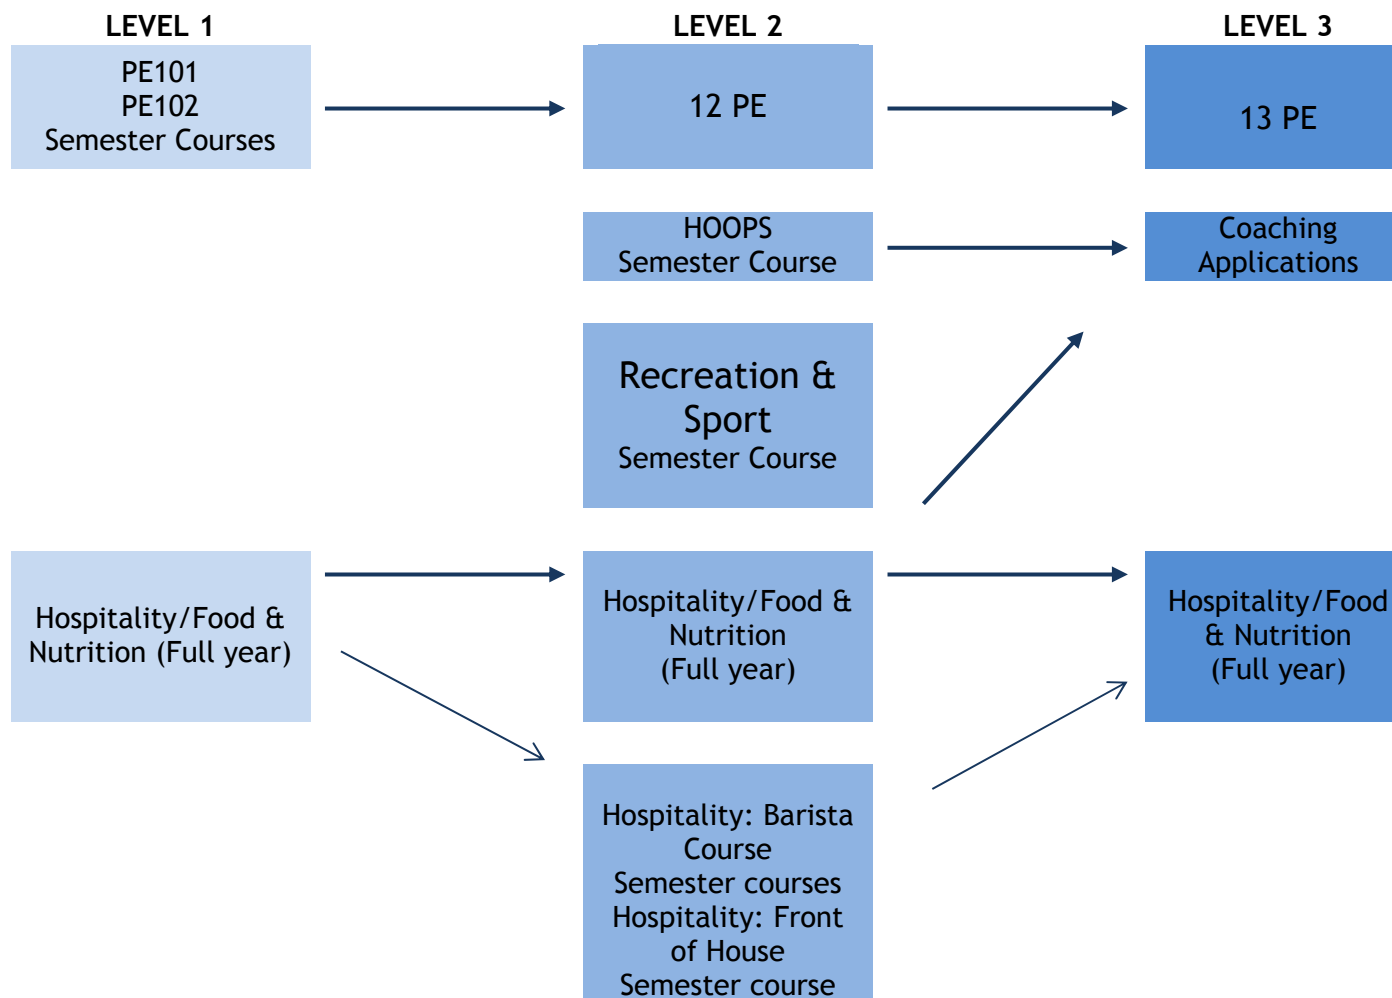 LEVEL 1
LEVEL 2
LEVEL 3
PE101
PE102
Semester Courses
12 PE
13 PE
HOOPS
Semester Course
Coaching
Applications
Recreation &
Sport
Semester Course
Hospitality/Food &
Nutrition (Full year)
Hospitality/Food &
Nutrition
(Full year)
Hospitality/Food
& Nutrition
(Full year)
Hospitality: Barista
Course
Semester courses
Hospitality: Front
of House
Semester course